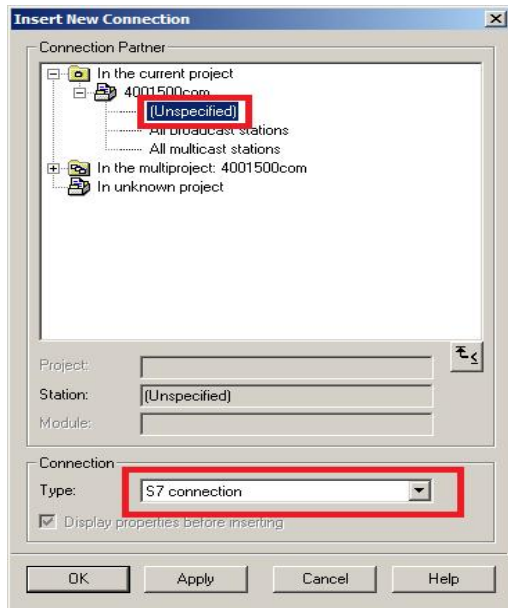 Insert New Connection
Connection Partner
In the current project
4001500com
(Unspecified)
All broadcast stations
All multicast stations
In the multiproject: 4001500com
In unknown project
Project:
Station: (Unspecified)
Module:
Connection
Type: S7 connection
Display properties before inserting
OK Apply Cancel Help